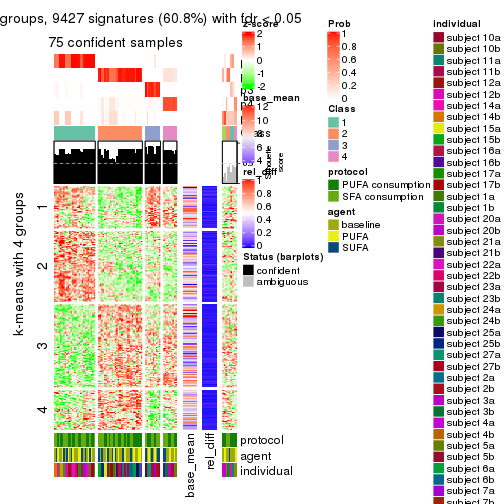 groups, 9427 signatures (60.8%) with fdr < 0.05
75 confident samples
k-means with 4 groups
1
2
3
4
z-score
2
1
0
-1
-2
base_mean
12
10
8
6
4
rel_diff
1
0.8
0.6
0.4
0.2
0
Silhouette
score
Status (barplots)
confident
ambiguous
Prob
1
0.8
0.6
0.4
0.2
0
Class
1
2
3
4
protocol
PUFA consumption
SFA consumption
agent
baseline
PUFA
SUFA
protocol
agent
individual
base_mean
rel_diff
individual
subject 10a
subject 10b
subject 11a
subject 11b
subject 12a
subject 12b
subject 14a
subject 14b
subject 15a
subject 15b
subject 16a
subject 16b
subject 17a
subject 17b
subject 1a
subject 1b
subject 20a
subject 20b
subject 21a
subject 21b
subject 22a
subject 22b
subject 23a
subject 23b
subject 24a
subject 24b
subject 25a
subject 25b
subject 27a
subject 27b
subject 2a
subject 2b
subject 3a
subject 3b
subject 4a
subject 4b
subject 5a
subject 5b
subject 6a
subject 6b
subject 7a
subject 7b